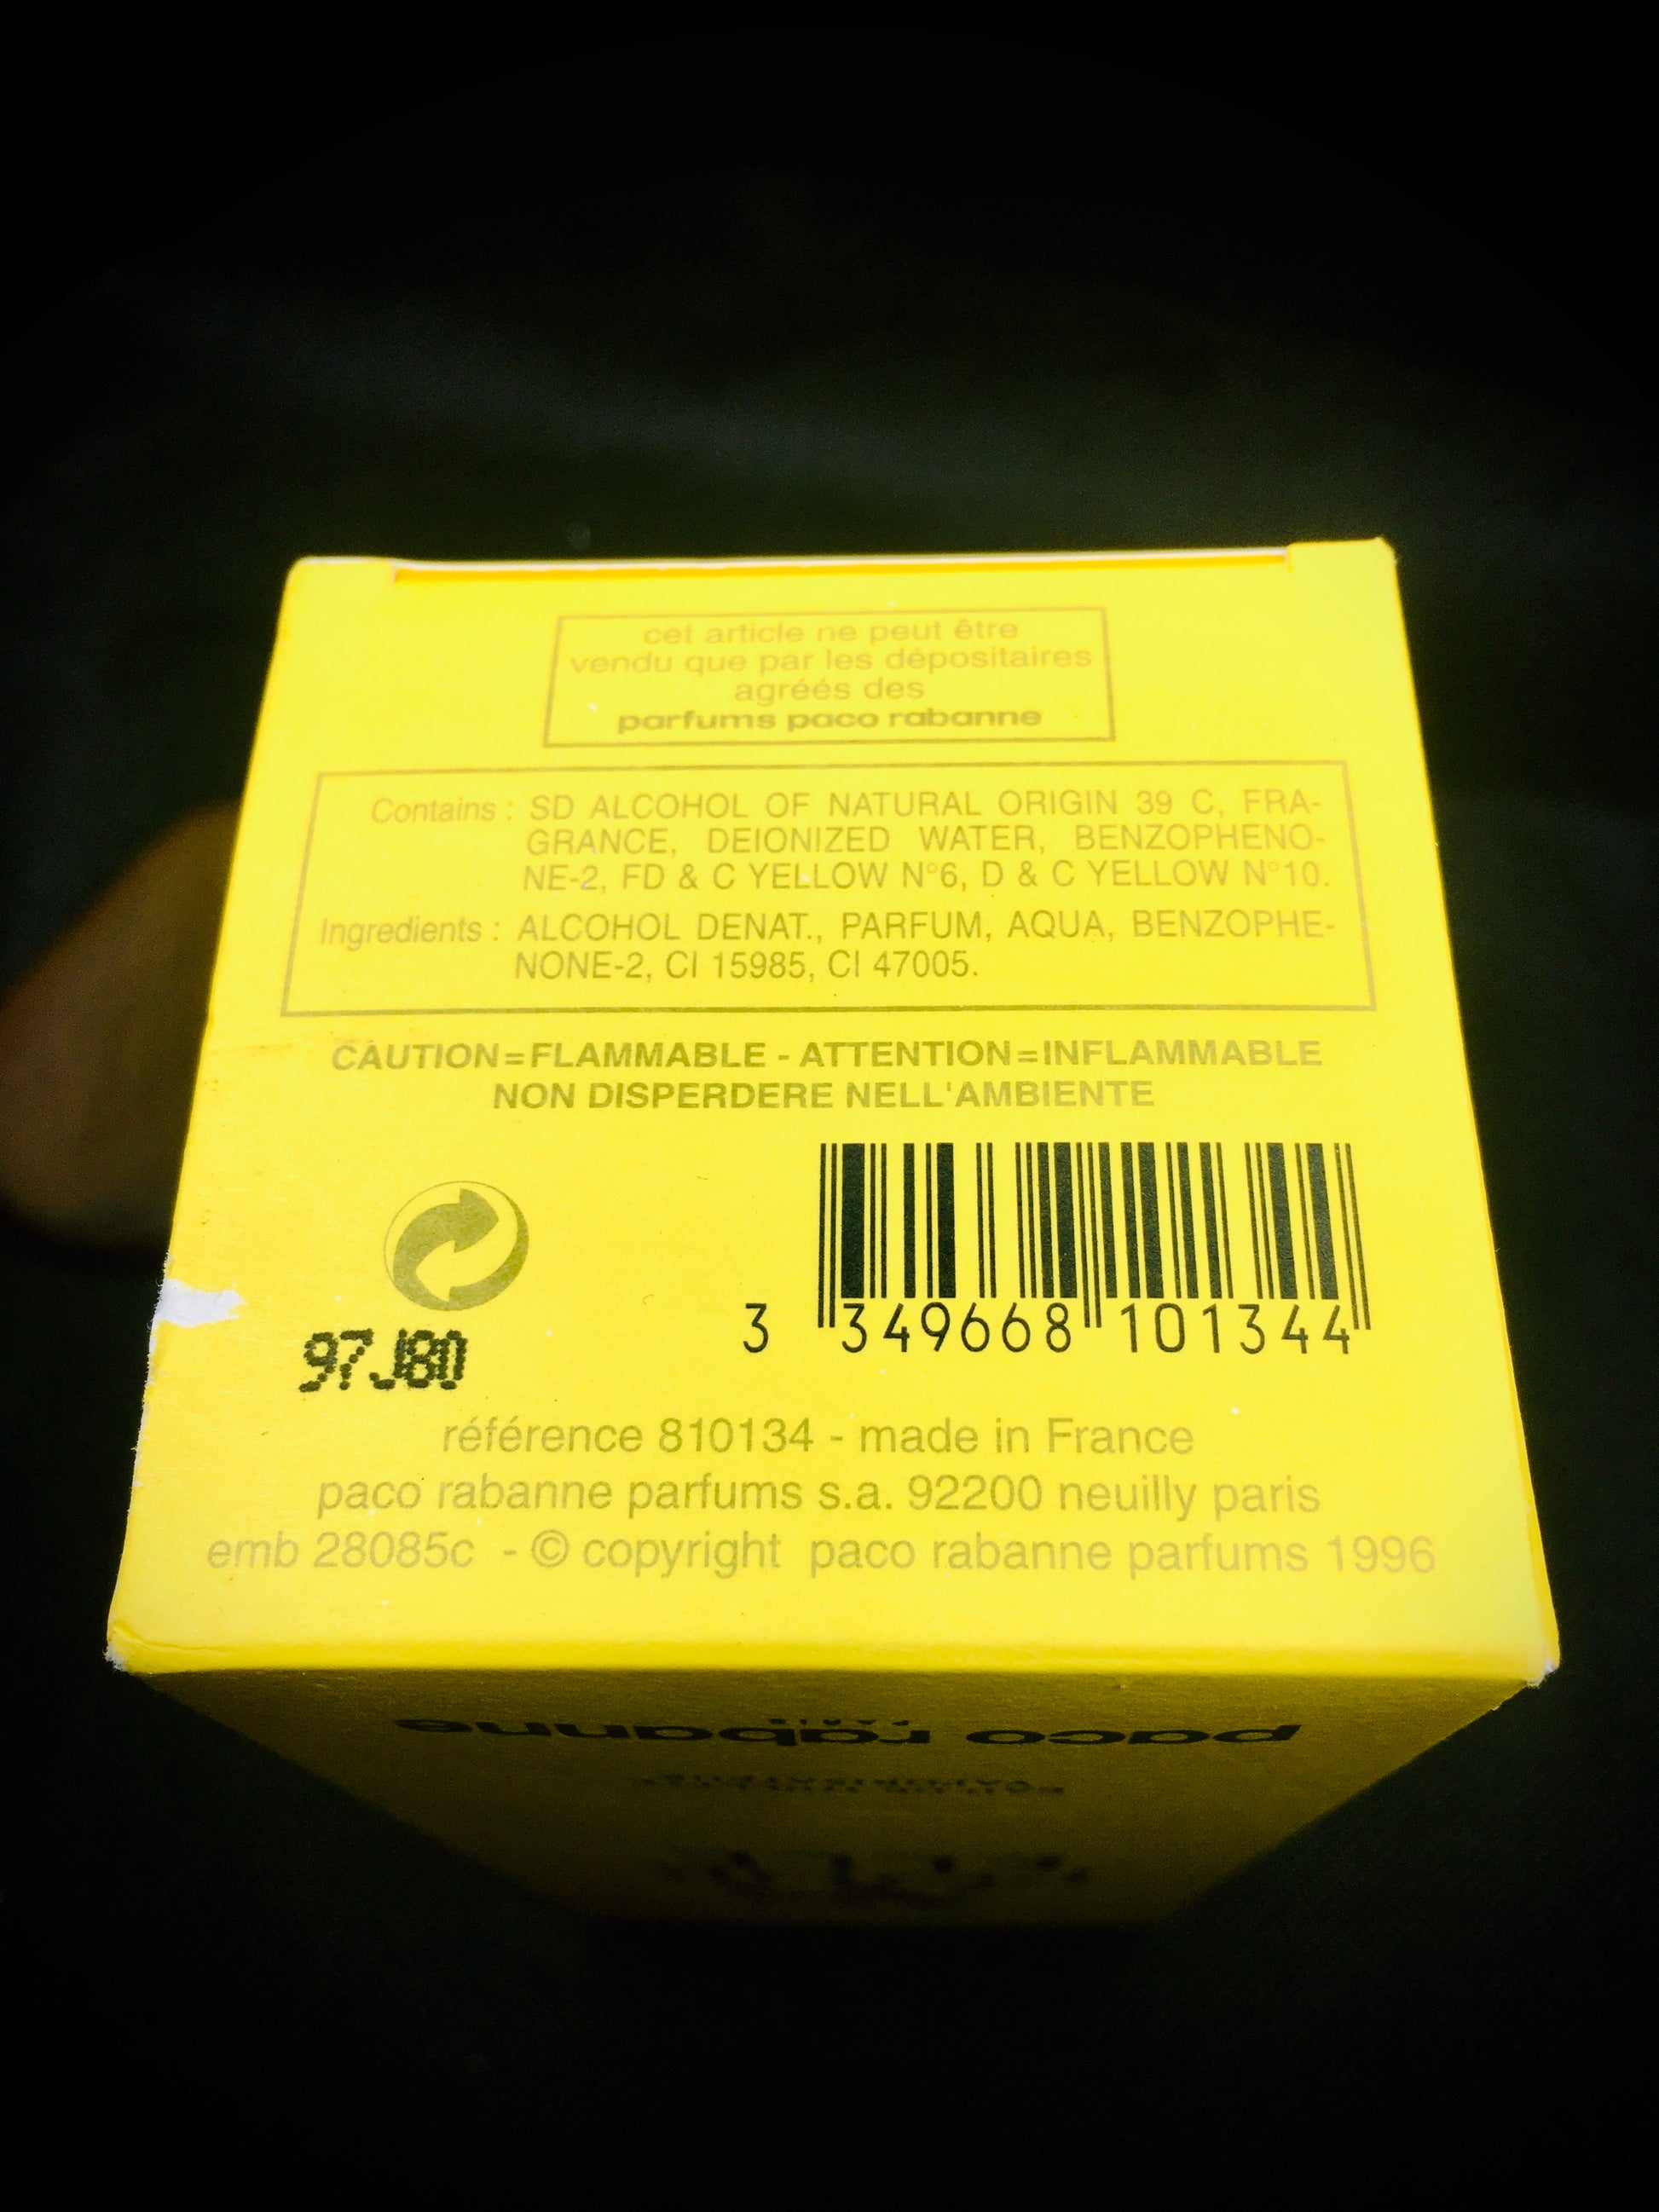 cet article ne peut être
vendu que par les dépositaires
agréés des
parfums paco rabanne
Contains : SD ALCOHOL OF NATURAL ORIGIN 39 C, FRA-
GRANCE, DEIONIZED WATER, BENZOPHENO-
NE-2, FD & C YELLOW N°6, D & C YELLOW N°10.
Ingredients : ALCOHOL DENAT., PARFUM, AQUA, BENZOPHE-
NONE-2, CI 15985, CI 47005.
CAUTION=FLAMMABLE - ATTENTION=INFLAMMABLE
NON DISPERDERE NELL'AMBIENTE
3 349668 101344
97J80
référence 810134 - made in France
paco rabanne parfums s.a. 92200 neuilly paris
emb 28085c - © copyright paco rabanne parfums 1996
PARIS
paco rabanne